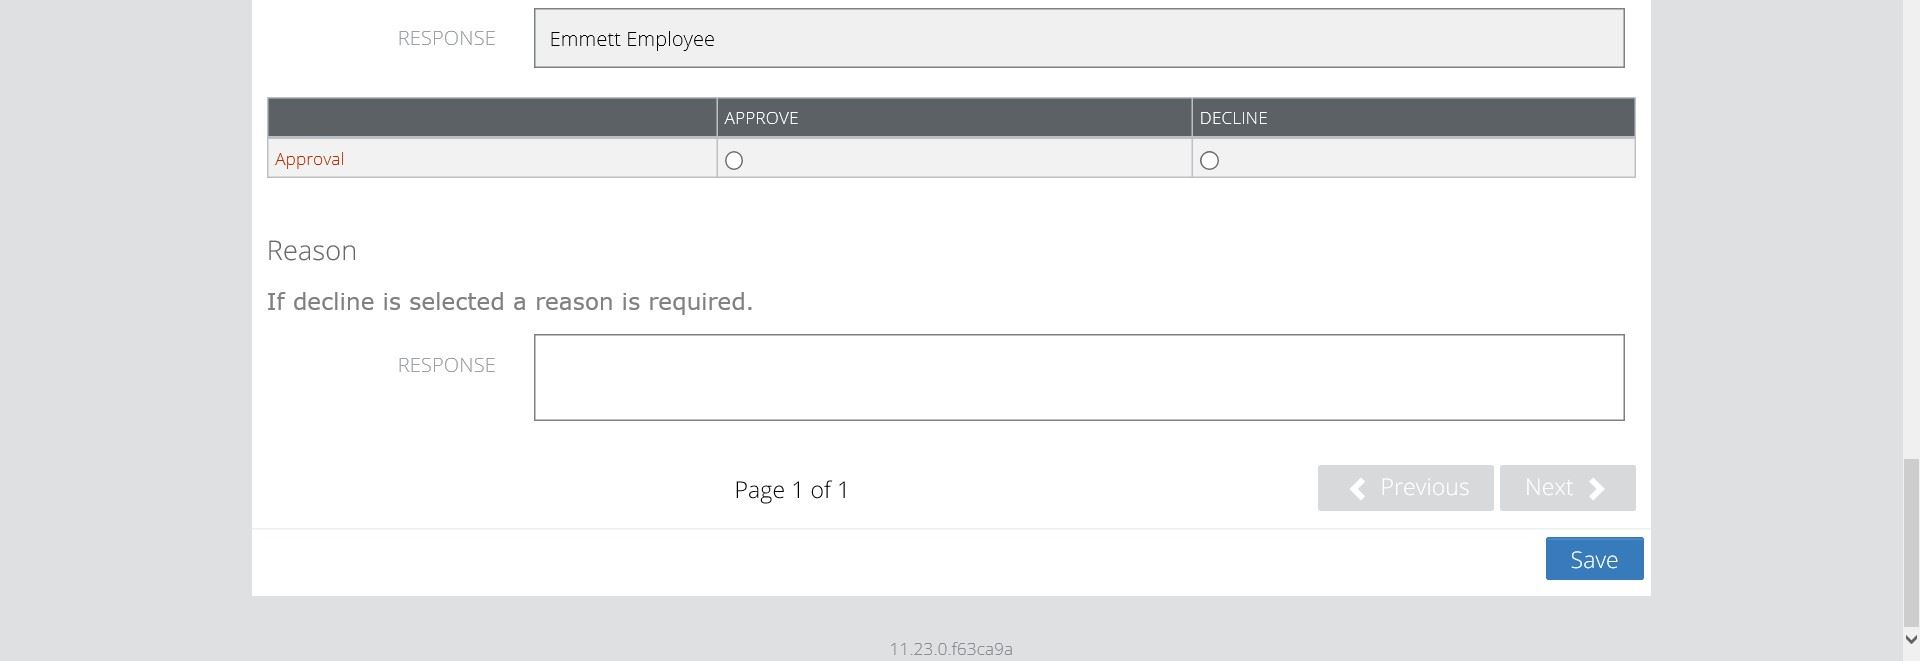 RESPONSE
Emmett Employee
APPROVE
DECLINE
Approval
Reason
If decline is selected a reason is required.
RESPONSE
Page 1 of 1
Previous
Next
Save
11.23.0.f63ca9a